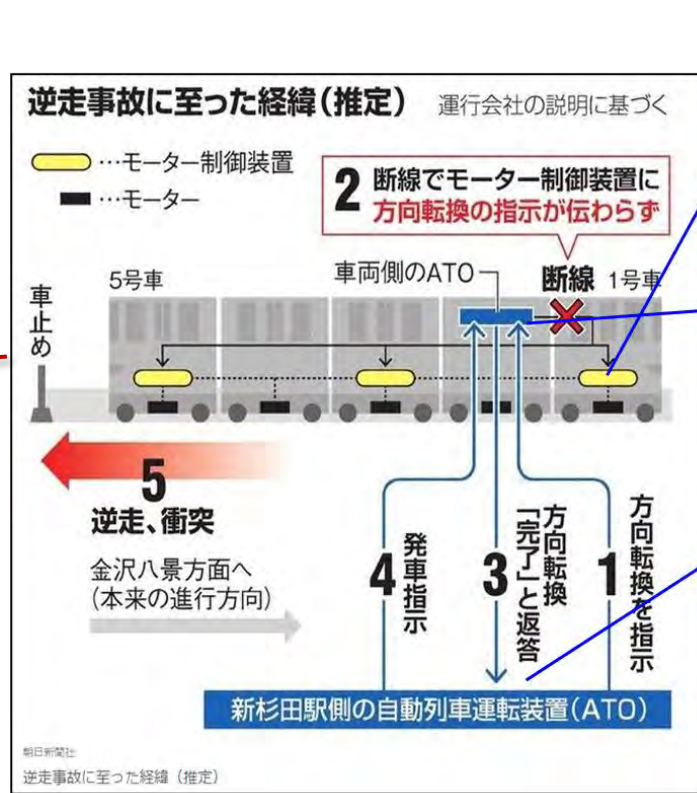 逆走事故に至った経緯(推定) 運行会社の説明に基づく
…モーター制御装置
…モーター
2 断線でモーター制御装置に
方向転換の指示が伝わらず
車止め
5号車
車両側のATO
断線
1号車
5
逆走、衝突
金沢八景方面へ
(本来の進行方向)
4 発車指示
3 方向転換
「完了」と返答
1 方向転換を指示
新杉田駅側の自動列車運転装置(ATO)
朝日新聞社
逆走事故に至った経緯(推定)